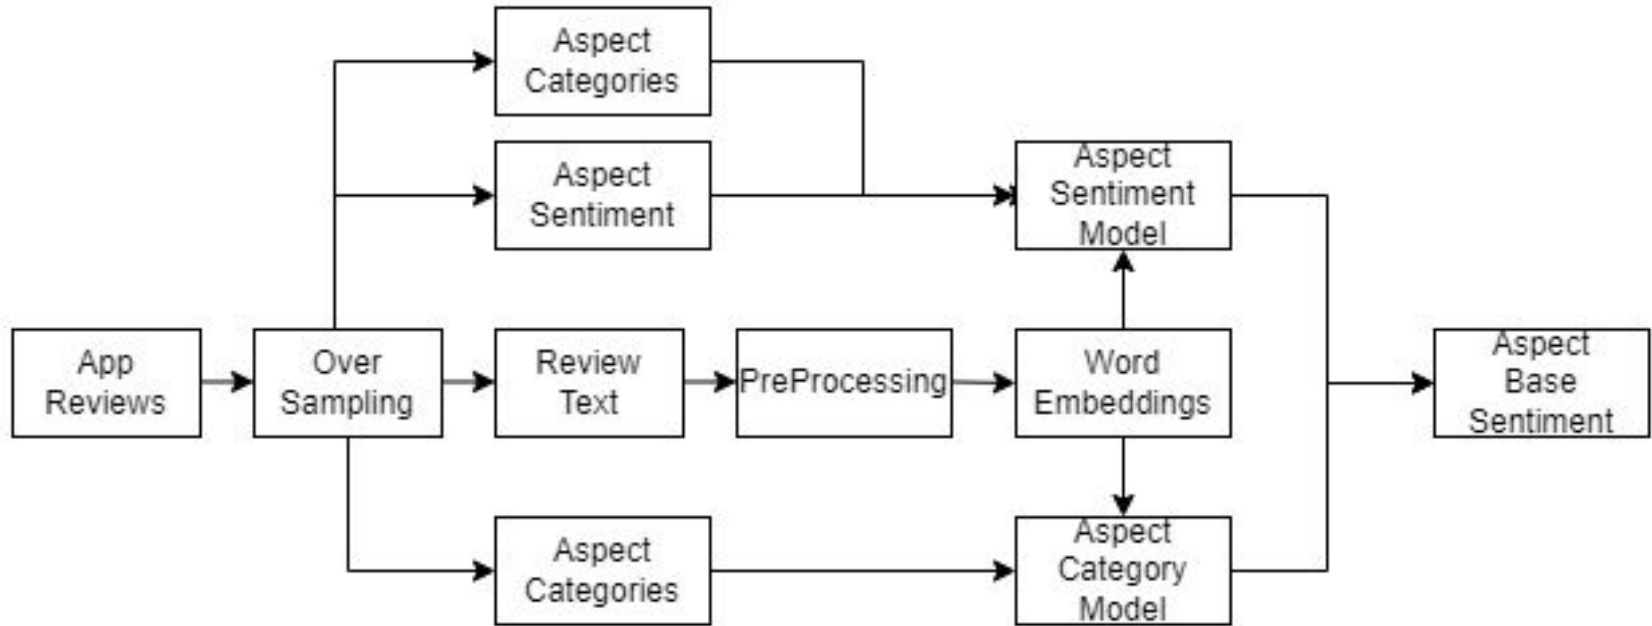 Aspect
Categories
Aspect
Sentiment
Aspect
Sentiment
Model
App
Reviews
Over
Sampling
Review
Text
PreProcessing
Word
Embeddings
Aspect
Base
Sentiment
Aspect
Categories
Aspect
Category
Model